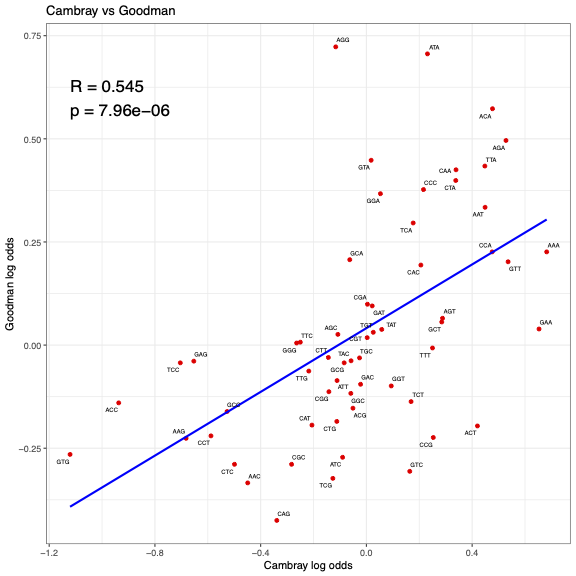 Cambray vs Goodman
R = 0.545
p = 7.96e−06
Goodman log odds
0.75
0.50
0.25
0.00
−0.25
AGG
ATA
ACA
AGA
GTA
TTA
CAA
CTA
CCC
GGA
AAT
TCA
CCA
AAA
GCA
GTT
CAC
CGA
GAT
AGT
GCT
GAA
AGC
TGT
TAT
CGT
TTC
GGG
CTT
TAC
TGC
TTT
GAG
TCC
GCG
TTG
ATT
GAC
GGT
CGG
GGC
TCT
ACC
GCG
ACG
AAG
CCT
CAT
CTG
ACT
CCG
GTG
CTC
AAC
CGC
ATC
TCG
GTC
CAG
−1.2
−0.8
−0.4
0.0
0.4
Cambray log odds